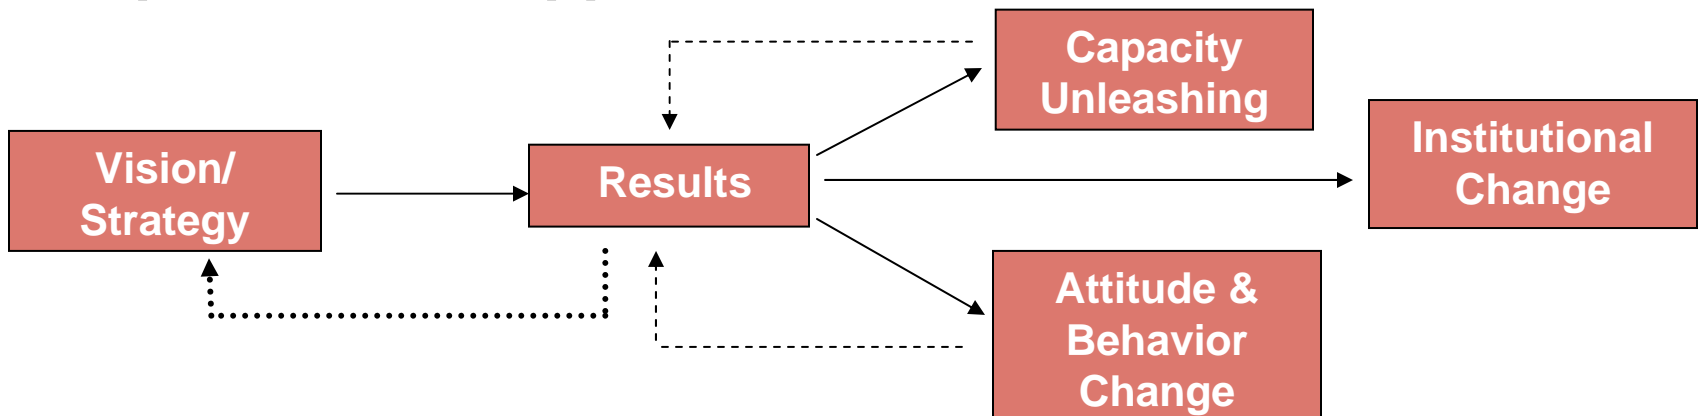 Vision/
Strategy
Results
Capacity
Unleashing
Institutional
Change
Attitude &
Behavior
Change